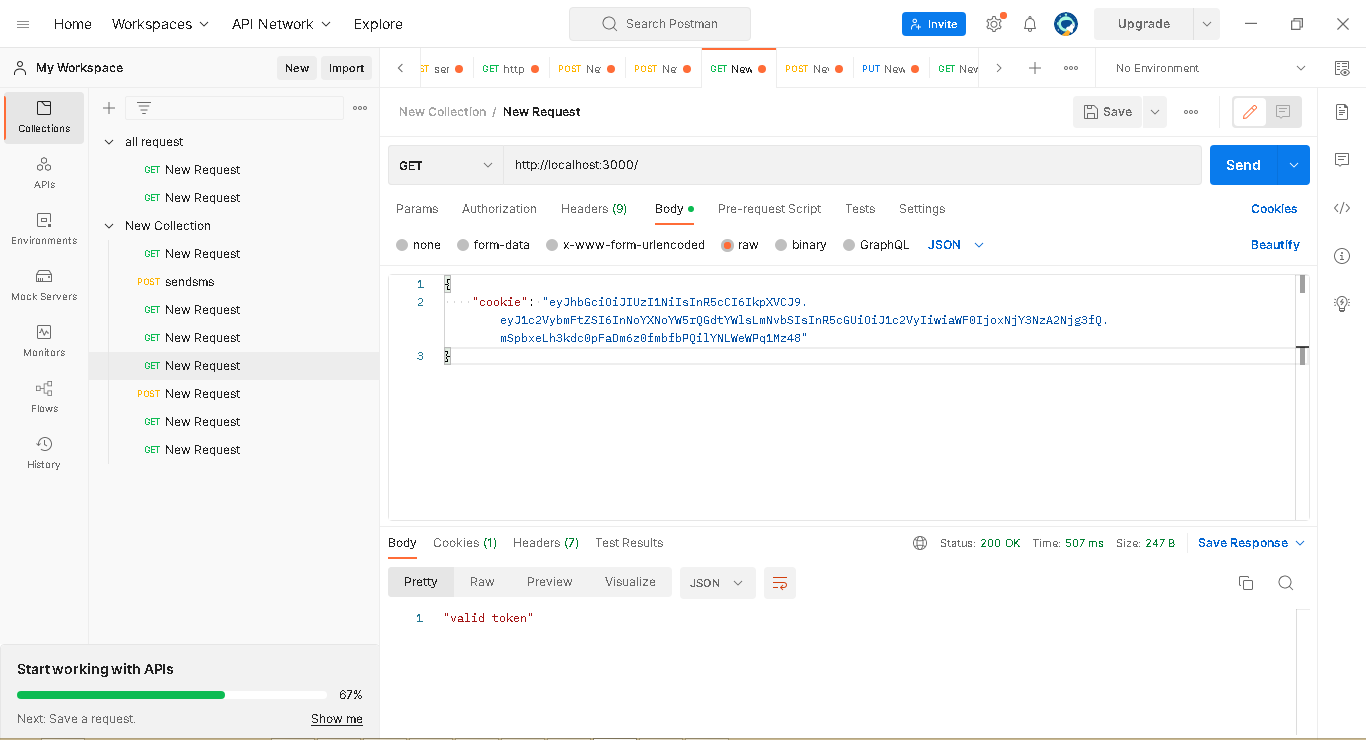 Home Workspaces API Network Explore Search Postman Invite Upgrade
My Workspace New Import
ST ser GET http POST Ne POST Ne GET New POST Ne PUT New GET New No Environment
Collections
APIs
Environments
Mock Servers
Monitors
Flows
History
all request
GET New Request
GET New Request
New Collection
GET New Request
POST sendsms
GET New Request
GET New Request
GET New Request
POST New Request
GET New Request
GET New Request
New Collection / New Request Save
GET http://localhost:3000/ Send
Params Authorization Headers (9) Body Pre-request Script Tests Settings Cookies
none form-data x-www-form-urlencoded raw binary GraphQL JSON Beautify
1 {
2 "cookie": "eyJhbGciOiJIUzI1NiIsInR5cCI6IkpXVCJ9.
eyJ1c2VybmFtZSI6InNoYXNoYW5rQGdtYWlsLmNvbSIsInR5cGUiOiJ1c2VyIiwiaWF0IjoxNjY3NzA2Njg3fQ.
mSpbxeLh3kdc0pFaDm6z0fmbfbPQilYNLWeWPq1Mz48"
3 }
Body Cookies (1) Headers (7) Test Results Status: 200 OK Time: 507 ms Size: 247 B Save Response
Pretty Raw Preview Visualize JSON
1 "valid token"
Start working with APIs
67%
Next: Save a request. Show me